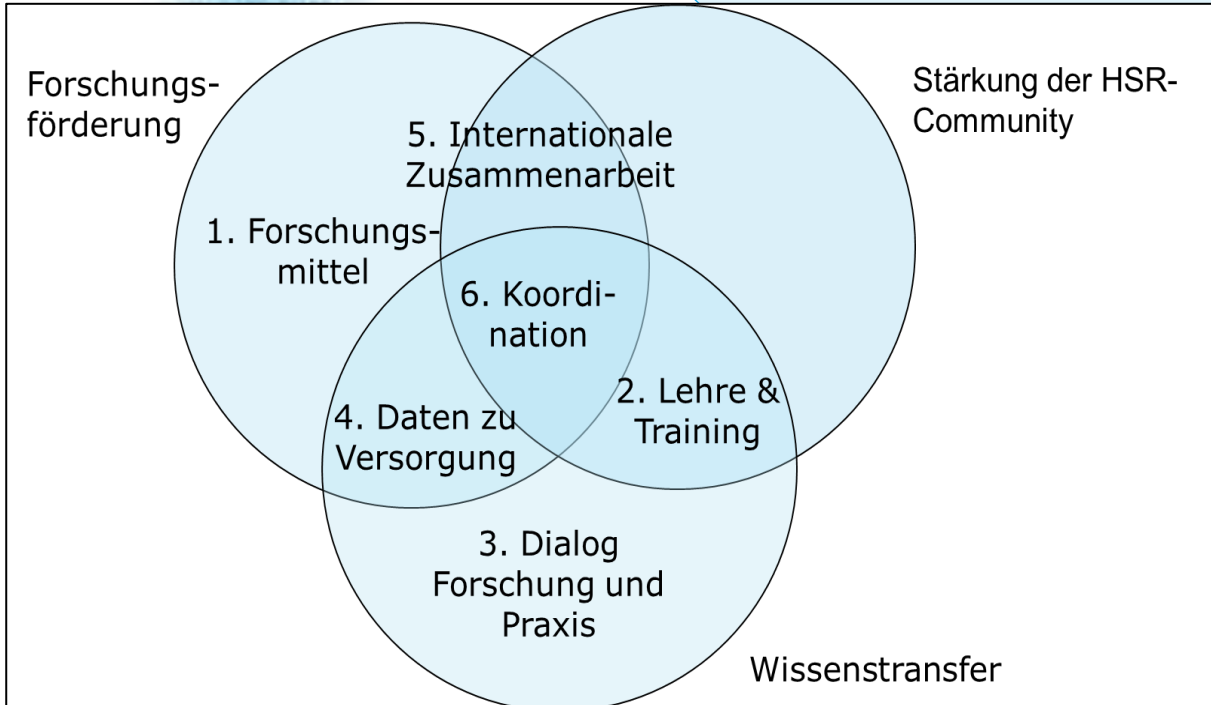 Forschungs-
förderung
Stärkung der HSR-
Community
5. Internationale
Zusammenarbeit
1. Forschungs-
mittel
6. Koordi-
nation
2. Lehre &
Training
4. Daten zu
Versorgung
3. Dialog
Forschung und
Praxis
Wissenstransfer